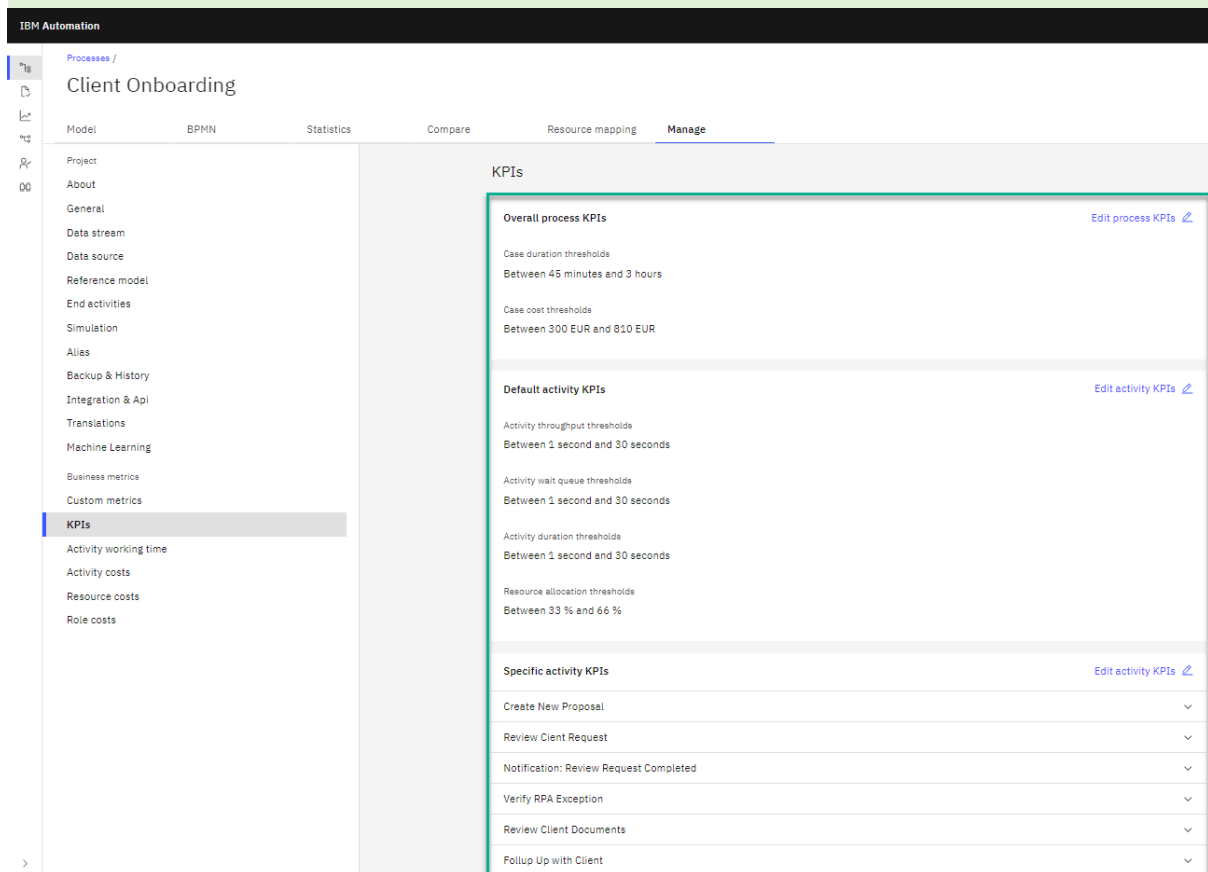 IBM Automation
Processes /
Client Onboarding
Model
BPMN
Statistics
Compare
Resource mapping
Manage
Project
About
General
Data stream
Data source
Reference model
End activities
Simulation
Alias
Backup & History
Integration & Api
Translations
Machine Learning
Business metrics
Custom metrics
KPIs
Activity working time
Activity costs
Resource costs
Role costs
KPIs
Overall process KPIs
Edit process KPIs
Case duration thresholds
Between 45 minutes and 3 hours
Case cost thresholds
Between 300 EUR and 810 EUR
Default activity KPIs
Edit activity KPIs
Activity throughput thresholds
Between 1 second and 30 seconds
Activity wait queue thresholds
Between 1 second and 30 seconds
Activity duration thresholds
Between 1 second and 30 seconds
Resource allocation thresholds
Between 33 % and 66 %
Specific activity KPIs
Edit activity KPIs
Create New Proposal
Review Cient Request
Notification: Review Request Completed
Verify RPA Exception
Review Client Documents
Follup Up with Client